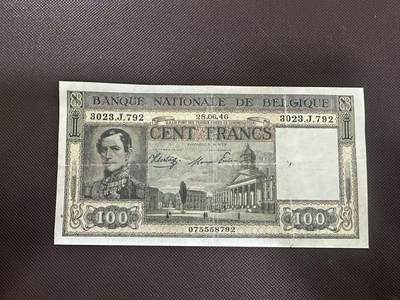 BANQUE NATIONALE DE BELGIQUE
3023.J.792
28.06.46
3023.J.792
CENT FRANCS
100
100
075558792